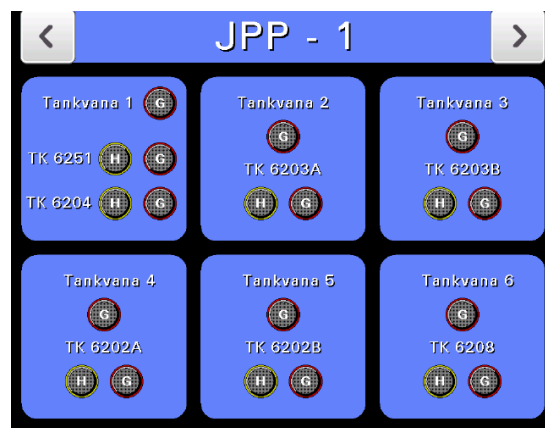 < JPP - 1 >
Tankvana 1 G
TK 6251 H G
TK 6204 H G
Tankvana 2
G
TK 6203A
H G
Tankvana 3
G
TK 6203B
H G
Tankvana 4
G
TK 6202A
H G
Tankvana 5
G
TK 6202B
H G
Tankvana 6
G
TK 6208
H G